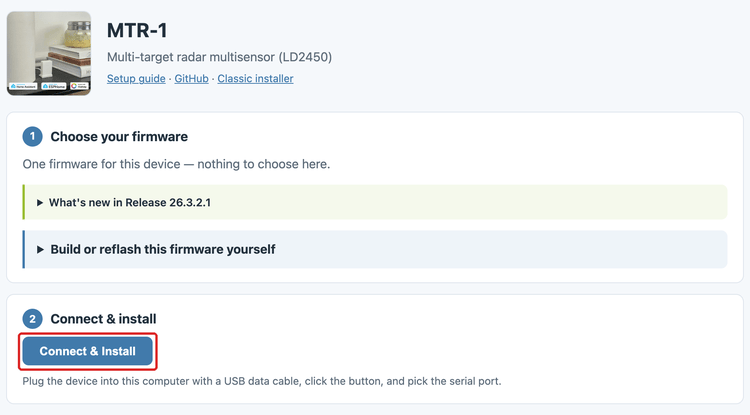 MTR-1
Multi-target radar multisensor (LD2450)
Setup guide · GitHub · Classic installer
1 Choose your firmware
One firmware for this device — nothing to choose here.
▶ What's new in Release 26.3.2.1
▶ Build or reflash this firmware yourself
2 Connect & install
Connect & Install
Plug the device into this computer with a USB data cable, click the button, and pick the serial port.